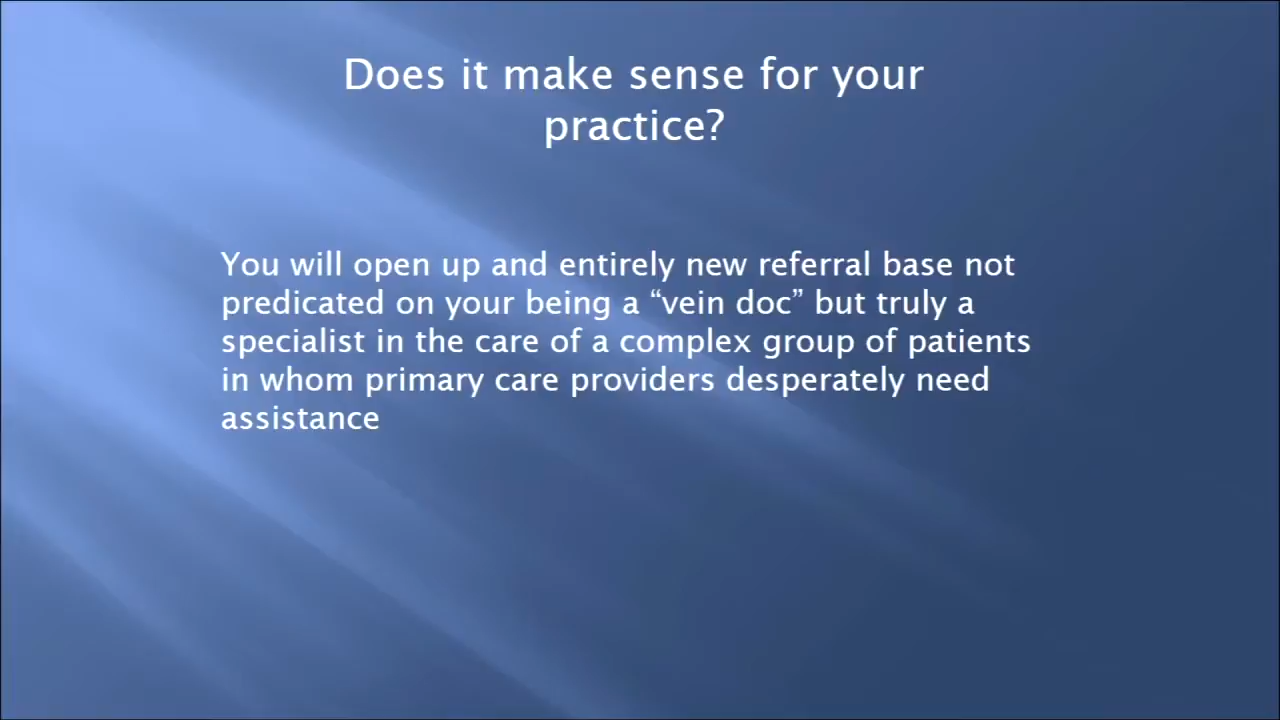 Does it make sense for your
practice?
You will open up and entirely new referral base not
predicated on your being a “vein doc” but truly a
specialist in the care of a complex group of patients
in whom primary care providers desperately need
assistance